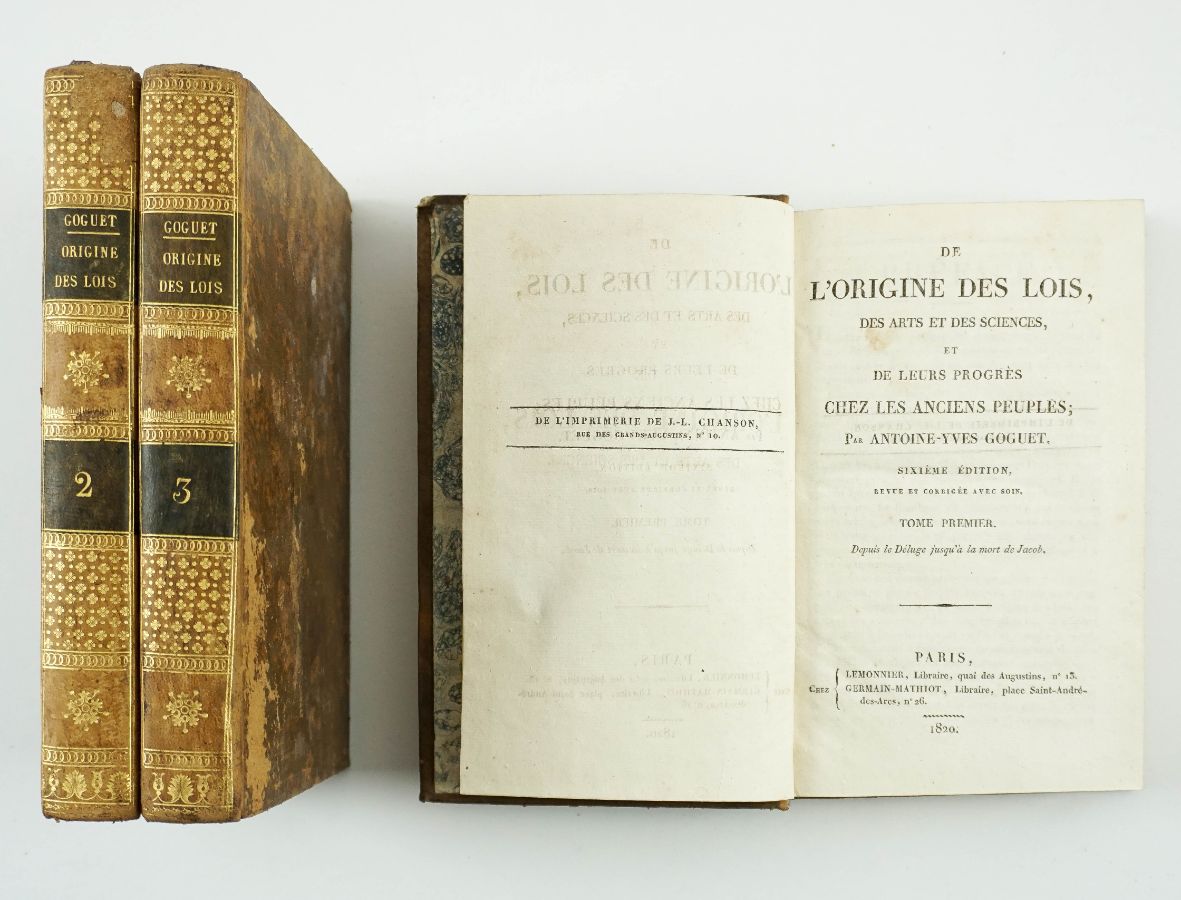 GOGUET
ORIGINE
DES LOIS
2
GOGUET
ORIGINE
DES LOIS
3
DE L'IMPRIMERIE DE J.-L. CHANSON,
RUE DES GRANDS-AUGUSTINS, N° 10.
DE
L'ORIGINE DES LOIS,
DES ARTS ET DES SCIENCES,
ET
DE LEURS PROGRÈS
CHEZ LES ANCIENS PEUPLES;
PAR ANTOINE-YVES GOGUET.
SIXIÈME ÉDITION,
REVUE ET CORRIGÉE AVEC SOIN.
TOME PREMIER.
Depuis le Déluge jusqu'à la mort de Jacob.
PARIS,
CHEZ
LEMONNIER, Libraire, quai des Augustins, n° 13.
GERMAIN-MATHIOT, Libraire, place Saint-André-
des-Arcs, n° 26.
1820.